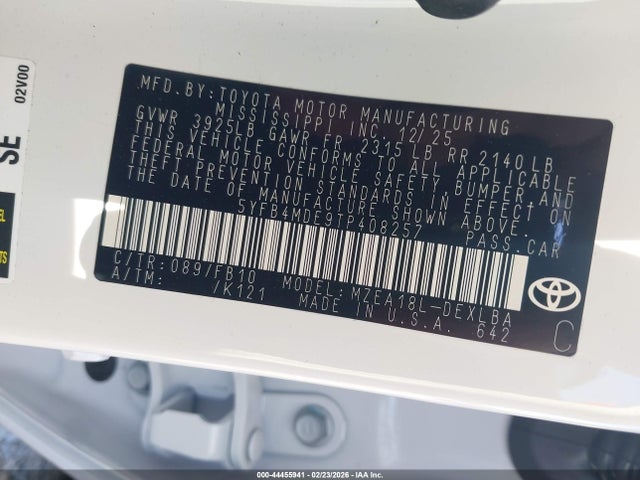 MFD.BY:TOYOTA MOTOR MANUFACTURING
MISSISSIPPI INC. 12/25
GVWR 3925LB GAWR FR 2315 LB RR 2140 LB
THIS VEHICLE CONFORMS TO ALL APPLICABLE
FEDERAL MOTOR VEHICLE SAFETY BUMPER,AND
THEFT PREVENTION STANDARDS IN EFFECT ON
THE DATE OF MANUFACTURE SHOWN ABOVE.
5YFB4MDE9TP408257 PASS.CAR
C/TR: 089/FB10 MODEL: MZEA18L-DEXLBA
A/TM: /K121 MADE IN U.S.A. 642
C
02V00
SE
000-44455941 - 02/23/2026 - IAA Inc.